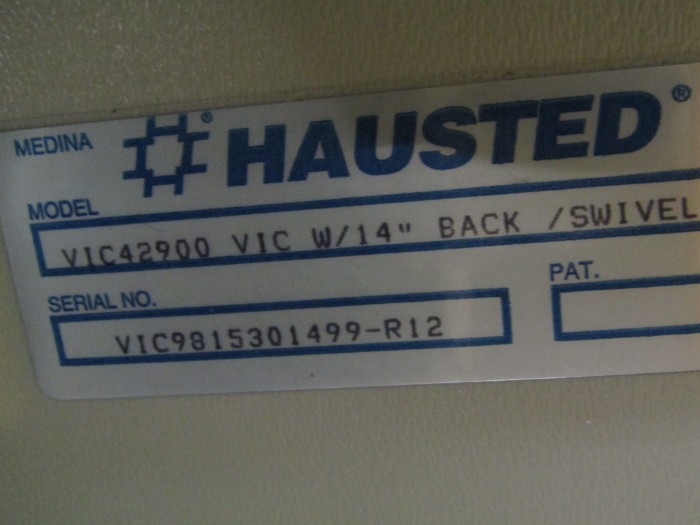 MEDINA ® HAUSTED®
MODEL
VIC42900 VIC W/14" BACK /SWIVEL
SERIAL NO. PAT.
VIC9815301499-R12